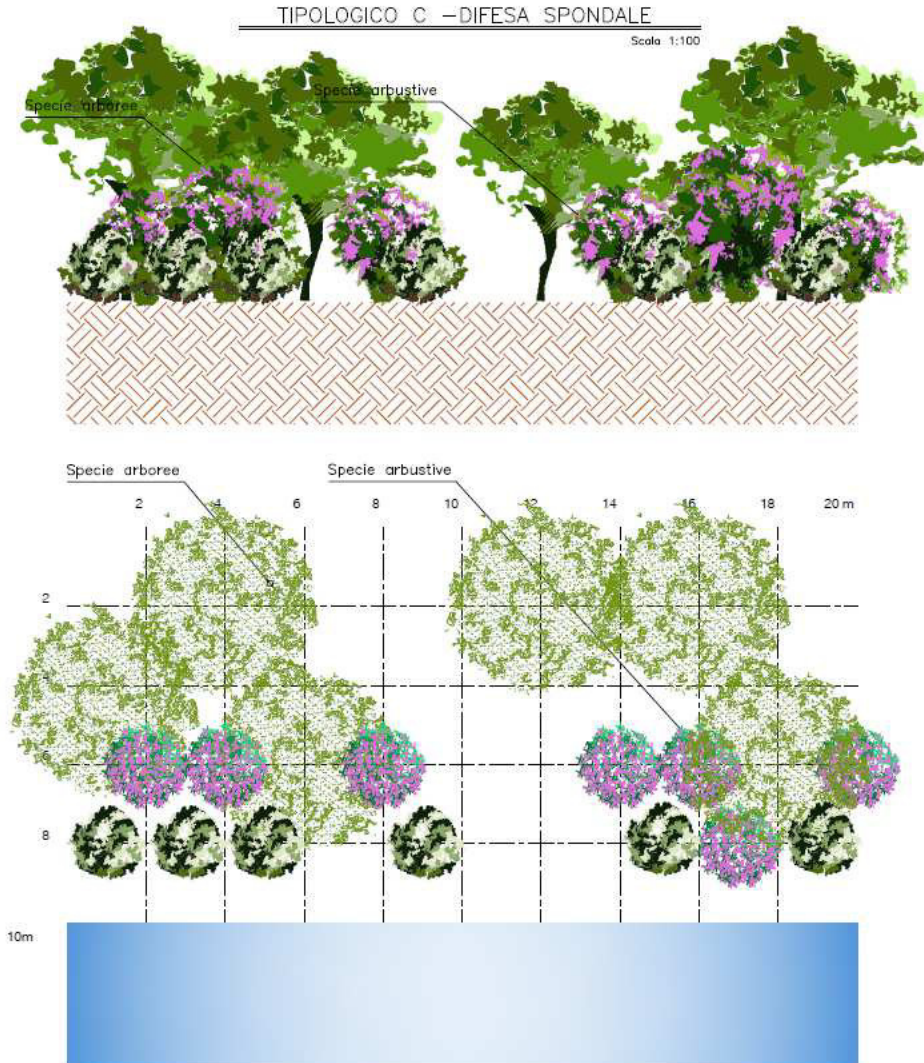 TIPOLOGICO C – DIFESA SPONDALE
Scala 1:100
Specie arboree
Specie arbustive
Specie arboree
Specie arbustive
2 4 6 8 10 12 14 16 18 20 m
2
4
6
8
10m